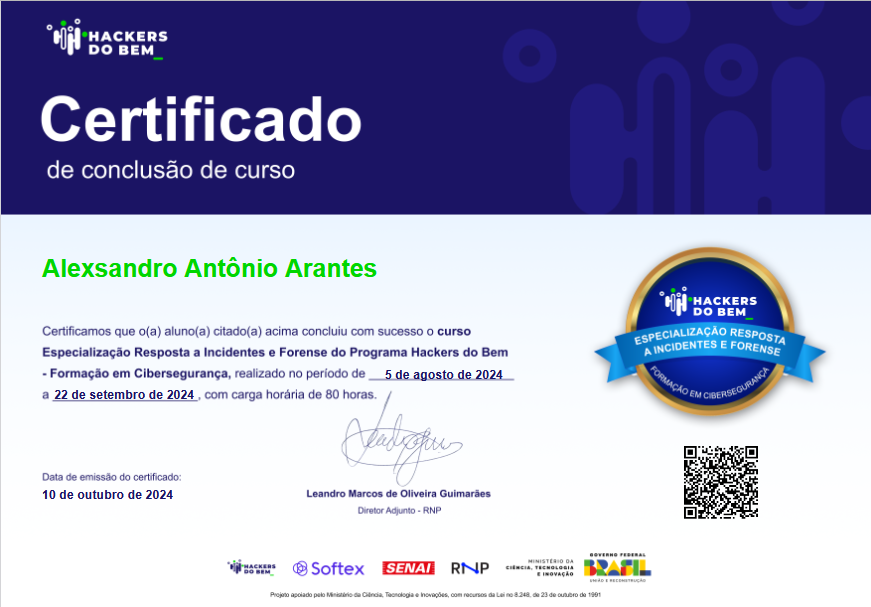 HACKERS
DO BEM_
Certificado
de conclusão de curso
Alexsandro Antônio Arantes
Certificamos que o(a) aluno(a) citado(a) acima concluiu com sucesso o curso
Especialização Resposta a Incidentes e Forense do Programa Hackers do Bem
- Formação em Cibersegurança, realizado no período de 5 de agosto de 2024
a 22 de setembro de 2024, com carga horária de 80 horas.
HACKERS
DO BEM_
ESPECIALIZAÇÃO RESPOSTA
A INCIDENTES E FORENSE
FORMAÇÃO EM CIBERSEGURANÇA
Data de emissão do certificado:
10 de outubro de 2024
Leandro Marcos de Oliveira Guimarães
Diretor Adjunto - RNP
HACKERS
DO BEM_
Softex
SENAI
RNP
MINISTÉRIO DA
CIÊNCIA, TECNOLOGIA
E INOVAÇÃO
GOVERNO FEDERAL
BRASIL
UNIÃO E RECONSTRUÇÃO
Projeto apoiado pelo Ministério da Ciência, Tecnologia e Inovações, com recursos da Lei no 8.248, de 23 de outubro de 1991